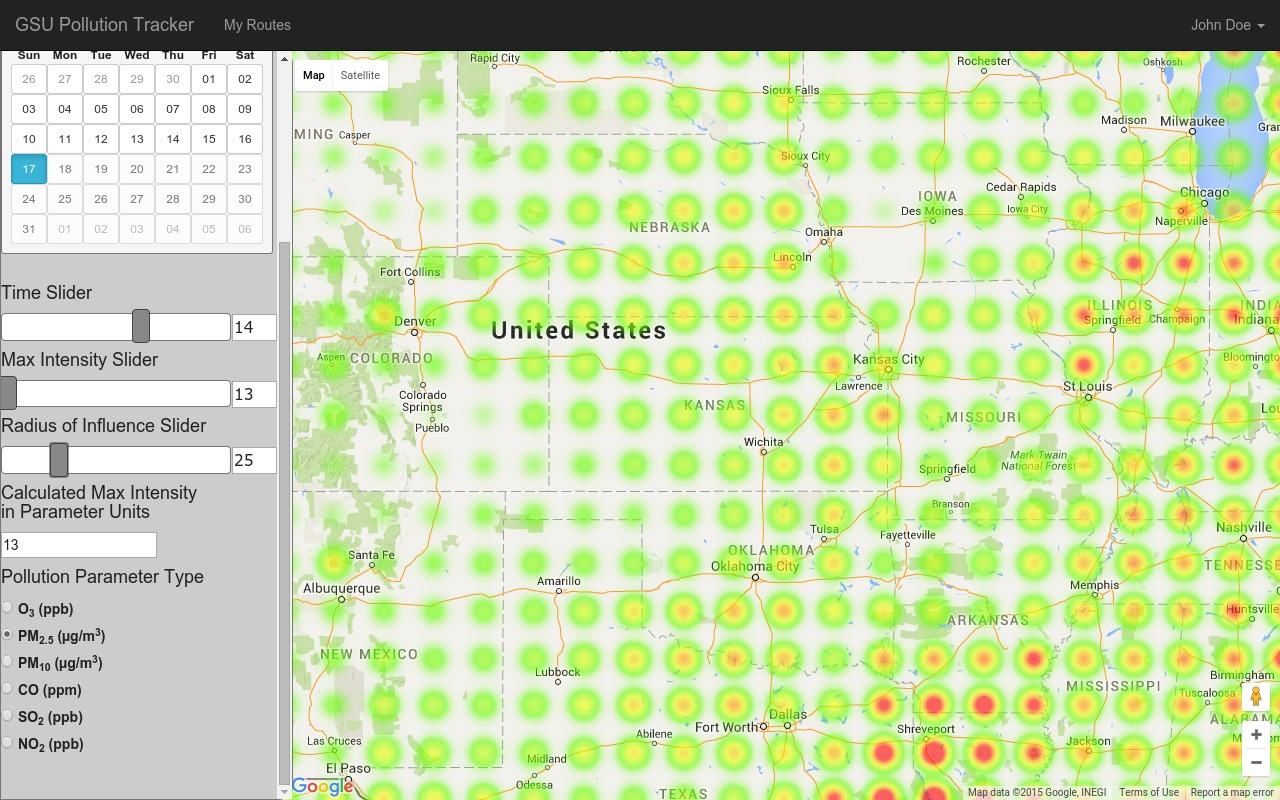 GSU Pollution Tracker My Routes John Doe
Sun Mon Tue Wed Thu Fri Sat
26 27 28 29 30 01 02
03 04 05 06 07 08 09
10 11 12 13 14 15 16
17 18 19 20 21 22 23
24 25 26 27 28 29 30
31 01 02 03 04 05 06
Time Slider
14
Max Intensity Slider
13
Radius of Influence Slider
25
Calculated Max Intensity
in Parameter Units
13
Pollution Parameter Type
O3 (ppb)
PM2.5 (µg/m3)
PM10 (µg/m3)
CO (ppm)
SO2 (ppb)
NO2 (ppb)
Map Satellite
Rapid City
Rochester
Oshkosh
Sioux Falls
Madison
Milwaukee
Gran
MING
Casper
Sioux City
Cedar Rapids
Chicago
IOWA
Des Moines
Iowa City
Naperville
NEBRASKA
Omaha
Lincoln
Fort Collins
ILLINOIS
INDIA
Denver
Springfield
Champaign
Indiana
United States
Aspen
COLORADO
Kansas City
Bloomingto
Lawrence
St Louis
Colorado
Springs
KANSAS
Lou
Pueblo
MISSOURI
Wichita
Mark Twain
National Forest
Springfield
Branson
Tulsa
Fayetteville
Nashville
Santa Fe
OKLAHOMA
Oklahoma City
TENNESSE
Albuquerque
Amarillo
Memphis
Huntsville
ARKANSAS
NEW MEXICO
Lubbock
Birmingham
MISSISSIPPI
Tuscaloosa
Dallas
Fort Worth
ALABAMA
Shreveport
Abilene
Las Cruces
Jackson
Midland
El Paso
Odessa
TEXAS
Google
Map data ©2015 Google, INEGI Terms of Use Report a map error